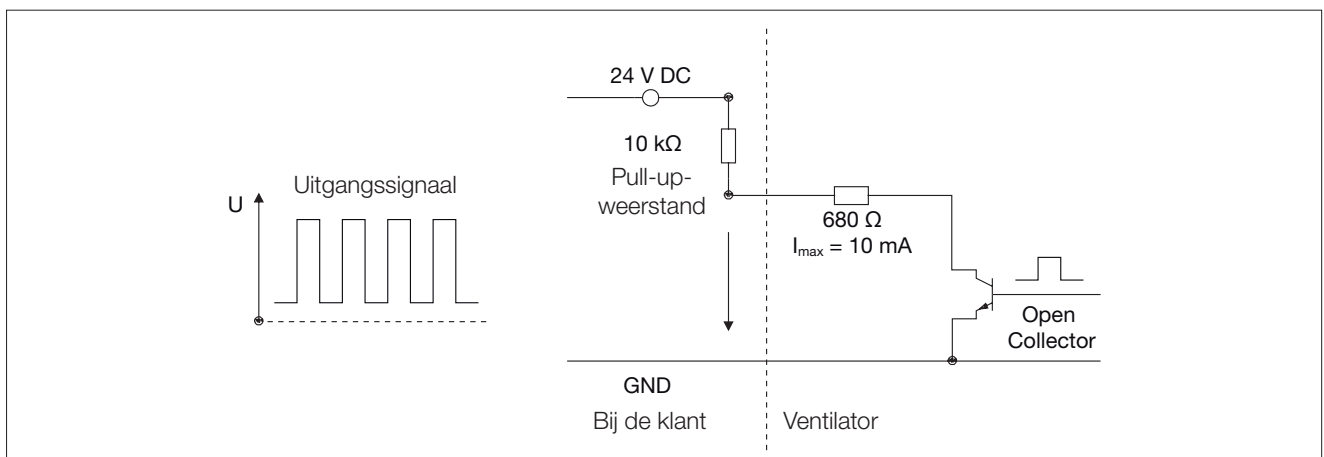 24 V DC
10 kΩ
Pull-up-
weerstand
Uitgangssignaal
U
680 Ω
Imax = 10 mA
Open
Collector
GND
Bij de klant
Ventilator